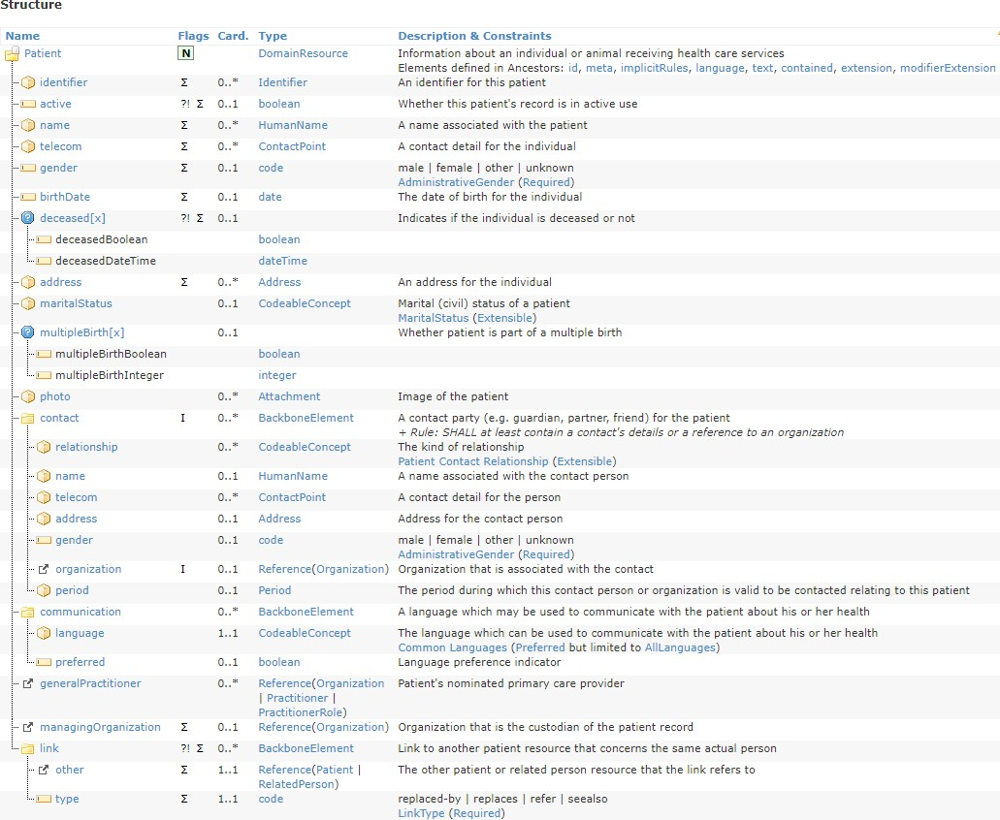 Structure
Name Flags Card. Type Description & Constraints
Patient N DomainResource Information about an individual or animal receiving health care services
Elements defined in Ancestors: id, meta, implicitRules, language, text, contained, extension, modifierExtension
identifier Σ 0..* Identifier An identifier for this patient
active ?! Σ 0..1 boolean Whether this patient's record is in active use
name Σ 0..* HumanName A name associated with the patient
telecom Σ 0..* ContactPoint A contact detail for the individual
gender Σ 0..1 code male | female | other | unknown
AdministrativeGender (Required)
birthDate Σ 0..1 date The date of birth for the individual
deceased[x] ?! Σ 0..1 Indicates if the individual is deceased or not
deceasedBoolean boolean
deceasedDateTime dateTime
address Σ 0..* Address An address for the individual
maritalStatus 0..1 CodeableConcept Marital (civil) status of a patient
MaritalStatus (Extensible)
multipleBirth[x] 0..1 Whether patient is part of a multiple birth
multipleBirthBoolean boolean
multipleBirthInteger integer
photo 0..* Attachment Image of the patient
contact I 0..* BackboneElement A contact party (e.g. guardian, partner, friend) for the patient
+ Rule: SHALL at least contain a contact's details or a reference to an organization
relationship 0..* CodeableConcept The kind of relationship
Patient Contact Relationship (Extensible)
name 0..1 HumanName A name associated with the contact person
telecom 0..* ContactPoint A contact detail for the person
address 0..1 Address Address for the contact person
gender 0..1 code male | female | other | unknown
AdministrativeGender (Required)
organization I 0..1 Reference(Organization) Organization that is associated with the contact
period 0..1 Period The period during which this contact person or organization is valid to be contacted relating to this patient
communication 0..* BackboneElement A language which may be used to communicate with the patient about his or her health
language 1..1 CodeableConcept The language which can be used to communicate with the patient about his or her health
Common Languages (Preferred but limited to AllLanguages)
preferred 0..1 boolean Language preference indicator
generalPractitioner 0..* Reference(Organization Patient's nominated primary care provider
| Practitioner |
PractitionerRole)
managingOrganization Σ 0..1 Reference(Organization) Organization that is the custodian of the patient record
link ?! Σ 0..* BackboneElement Link to another patient resource that concerns the same actual person
other Σ 1..1 Reference(Patient | The other patient or related person resource that the link refers to
RelatedPerson)
type Σ 1..1 code replaced-by | replaces | refer | seealso
LinkType (Required)